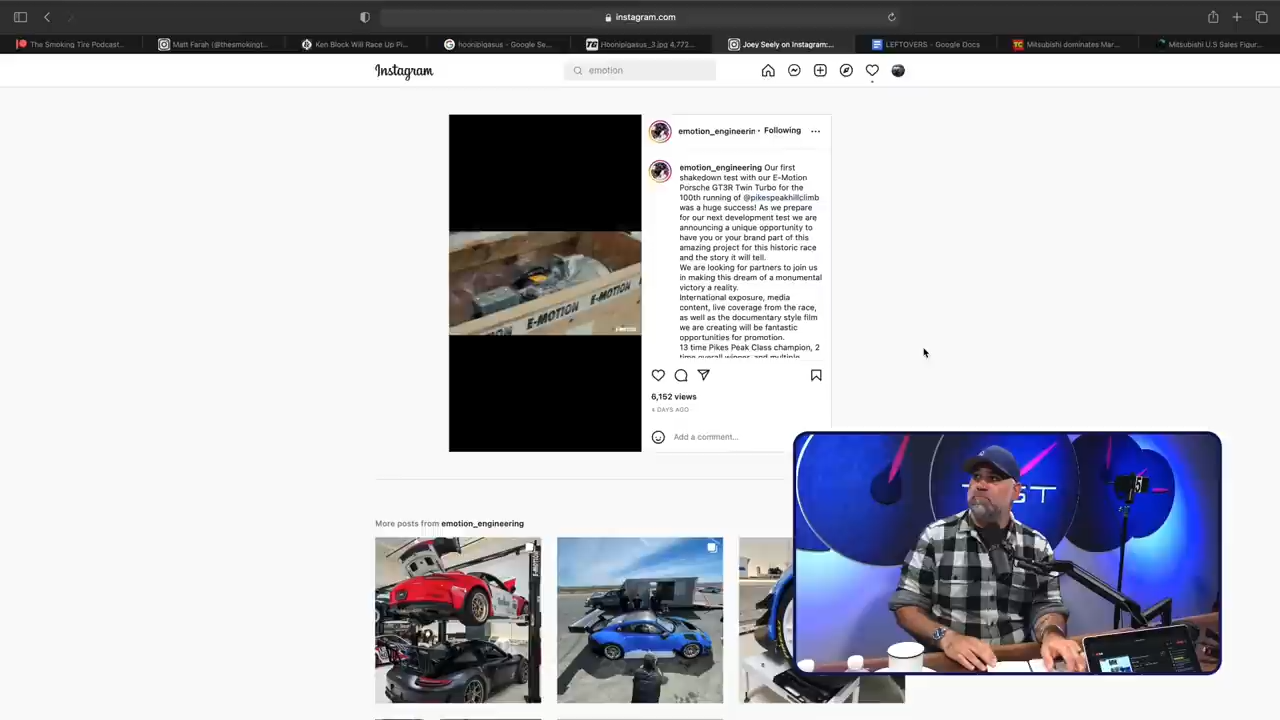 instagram.com
The Smoking Tire Podcast...
Matt Farah (@thesmokingt...
Ken Block Will Race Up Pi...
hoonipigasus - Google Se...
Hoonipigasus_3.jpg 4,772...
Joey Seely on Instagram:...
LEFTOVERS - Google Docs
Mitsubishi dominates Mar...
Mitsubishi U.S Sales Figur...
Instagram
emotion
emotion_engineerin • Following
emotion_engineering Our first
shakedown test with our E-Motion
Porsche GT3R Twin Turbo for the
100th running of @pikespeakhillclimb
was a huge success! As we prepare
for our next development test we are
announcing a unique opportunity to
have you or your brand part of this
amazing project for this historic race
and the story it will tell.
We are looking for partners to join us
in making this dream of a monumental
victory a reality.
International exposure, media
content, live coverage from the race,
as well as the documentary style film
we are creating will be fantastic
opportunities for promotion.
13 time Pikes Peak Class champion, 2
time overall winner, and multiple
E-MOTION E-MOTION
6,152 views
4 DAYS AGO
Add a comment...
More posts from emotion_engineering
E-MOTION